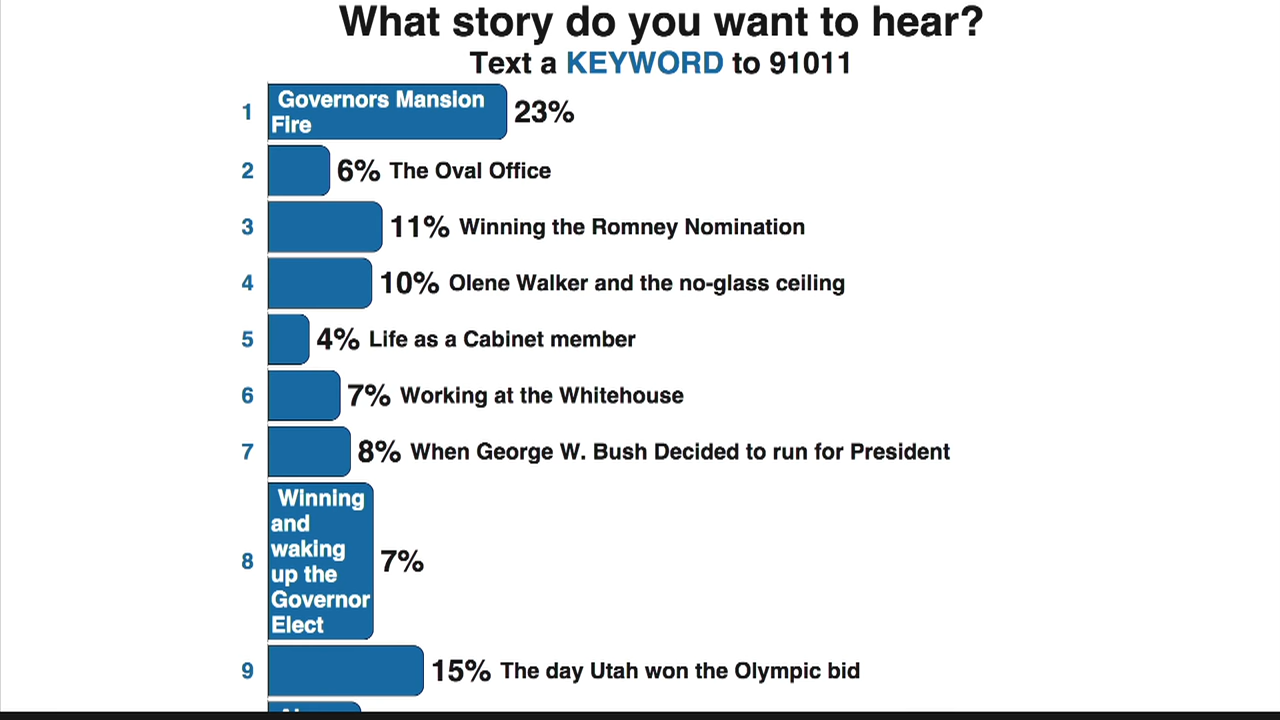 What story do you want to hear?
Text a KEYWORD to 91011
1 Governors Mansion
Fire 23%
2 6% The Oval Office
3 11% Winning the Romney Nomination
4 10% Olene Walker and the no-glass ceiling
5 4% Life as a Cabinet member
6 7% Working at the Whitehouse
7 8% When George W. Bush Decided to run for President
Winning
and
waking
8 up the 7%
Governor
Elect
9 15% The day Utah won the Olympic bid